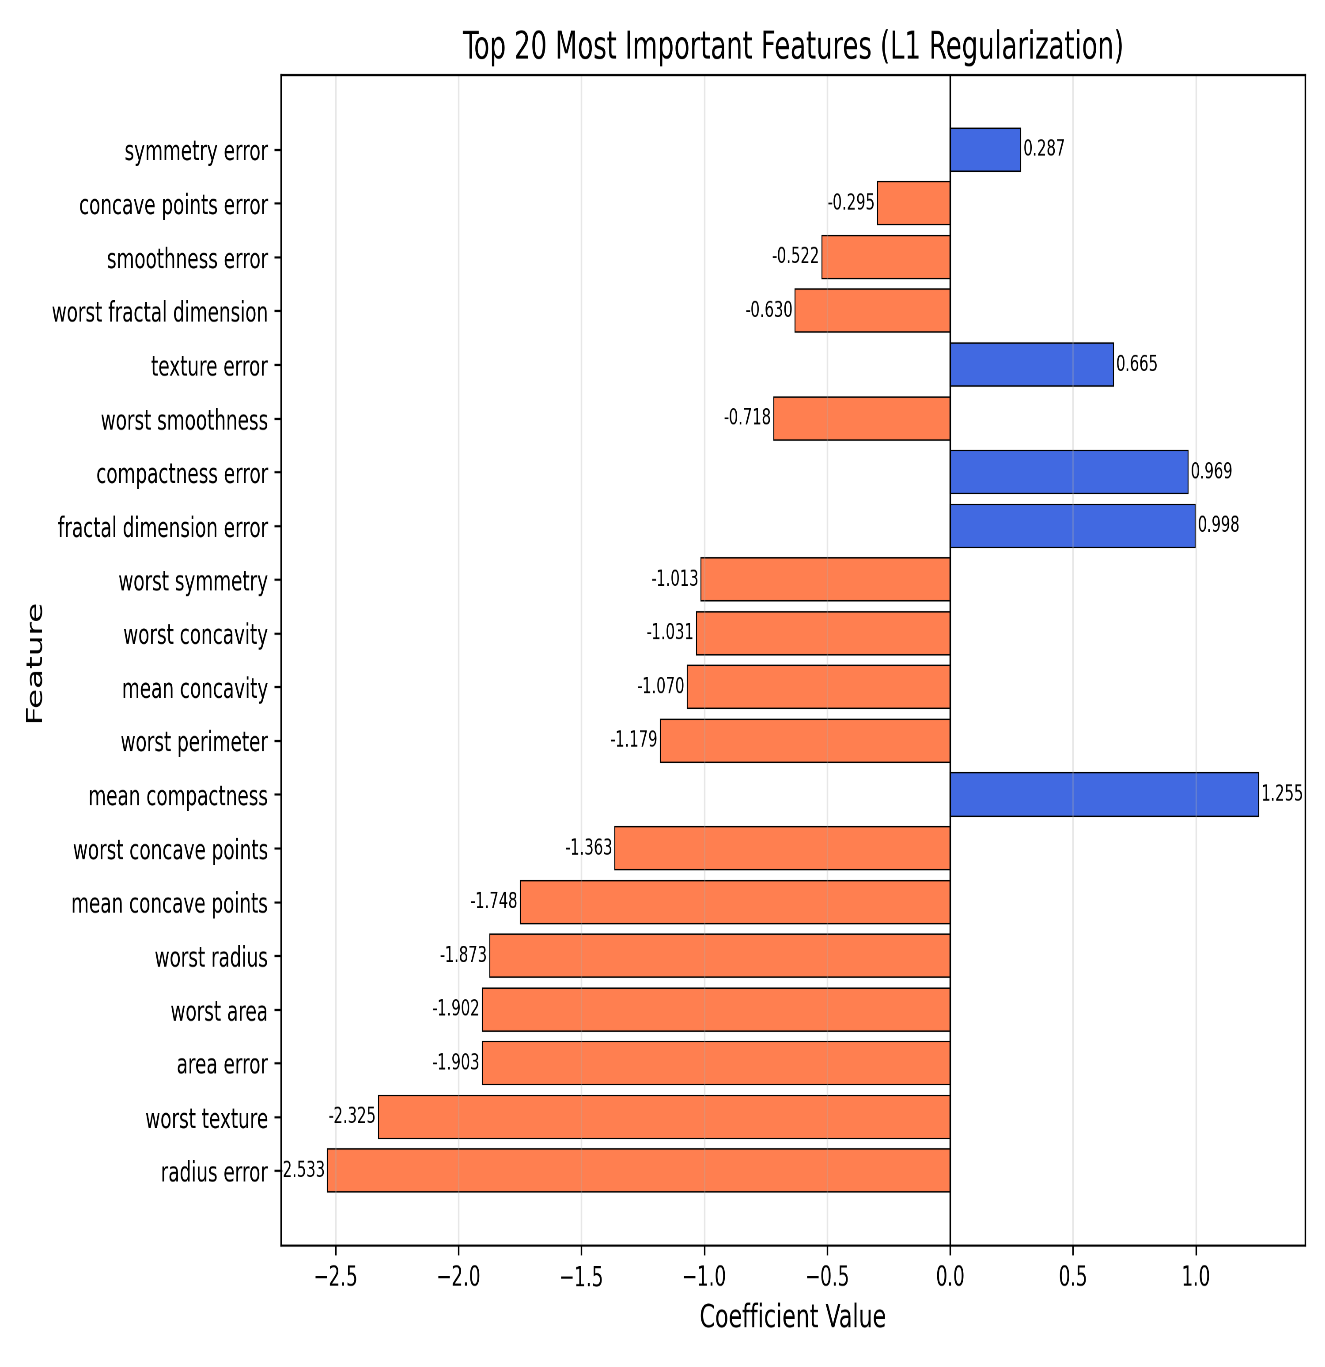 Top 20 Most Important Features (L1 Regularization)
symmetry error 0.287
concave points error -0.295
smoothness error -0.522
worst fractal dimension -0.630
texture error 0.665
worst smoothness -0.718
compactness error 0.969
fractal dimension error 0.998
worst symmetry -1.013
worst concavity -1.031
mean concavity -1.070
worst perimeter -1.179
mean compactness 1.255
worst concave points -1.363
mean concave points -1.748
worst radius -1.873
worst area -1.902
area error -1.903
worst texture -2.325
radius error -2.533
Feature
−2.5 −2.0 −1.5 −1.0 −0.5 0.0 0.5 1.0
Coefficient Value